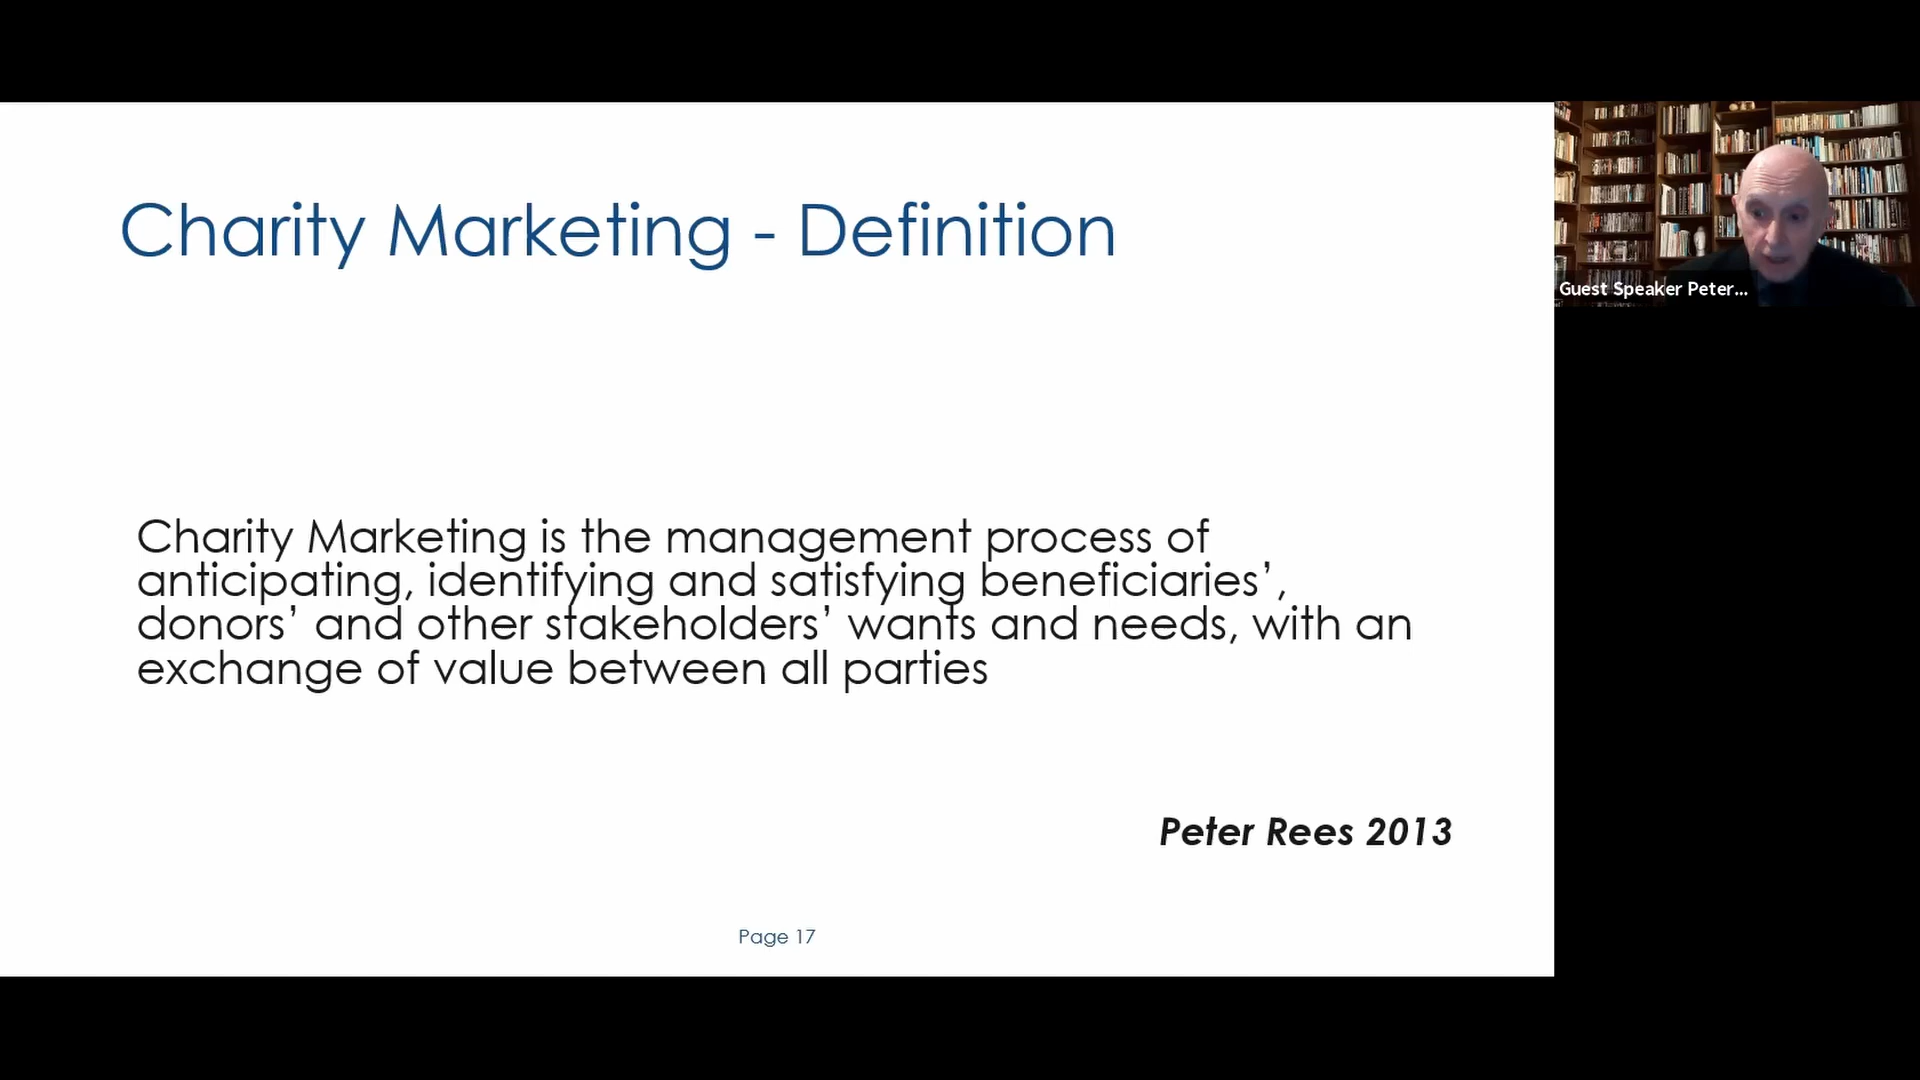 Charity Marketing - Definition
Guest Speaker Peter...
Charity Marketing is the management process of
anticipating, identifying and satisfying beneficiaries’,
donors’ and other stakeholders’ wants and needs, with an
exchange of value between all parties
Peter Rees 2013
Page 17